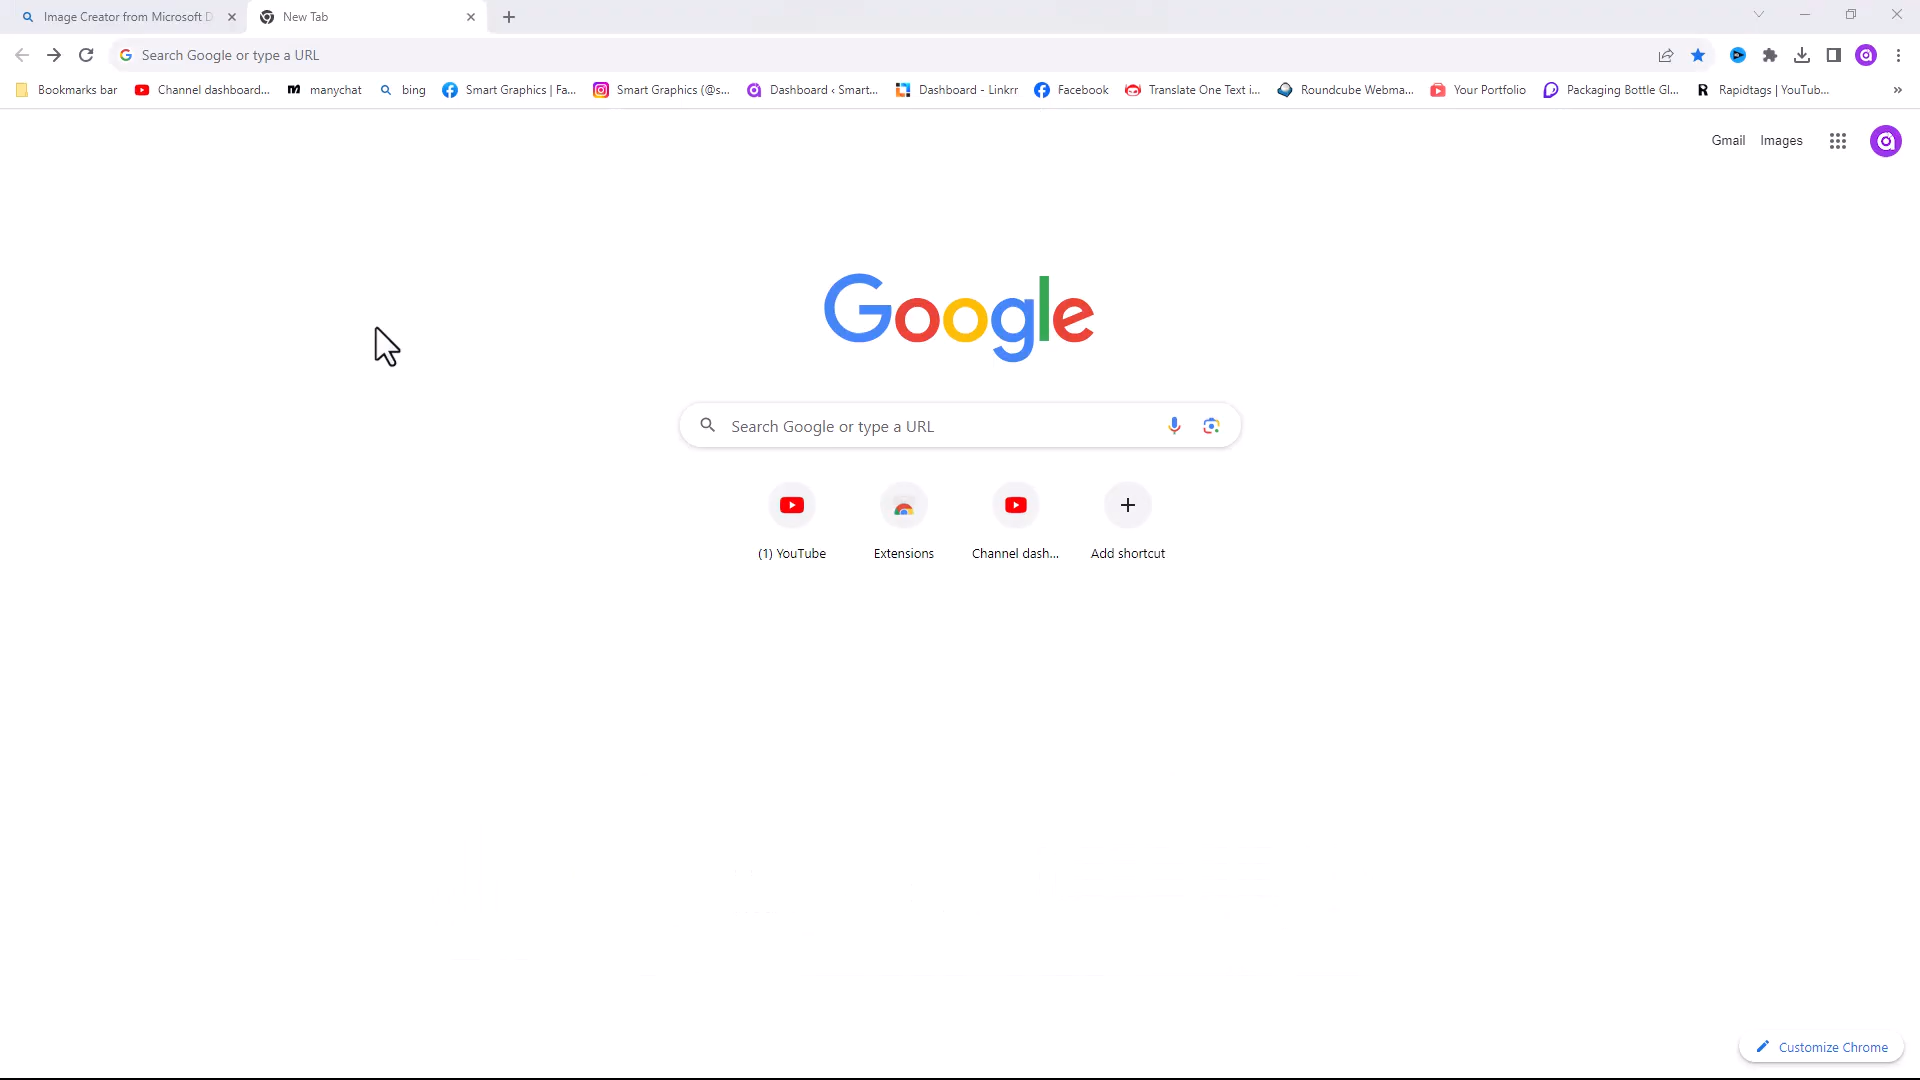 Image Creator from Microsoft D
New Tab
Search Google or type a URL
Bookmarks bar
Channel dashboard...
manychat
bing
Smart Graphics | Fa...
Smart Graphics (@s...
Dashboard ‹ Smart...
Dashboard - Linkrr
Facebook
Translate One Text i...
Roundcube Webma...
Your Portfolio
Packaging Bottle Gl...
Rapidtags | YouTub...
Gmail
Images
Google
Search Google or type a URL
(1) YouTube
Extensions
Channel dash...
Add shortcut
Customize Chrome